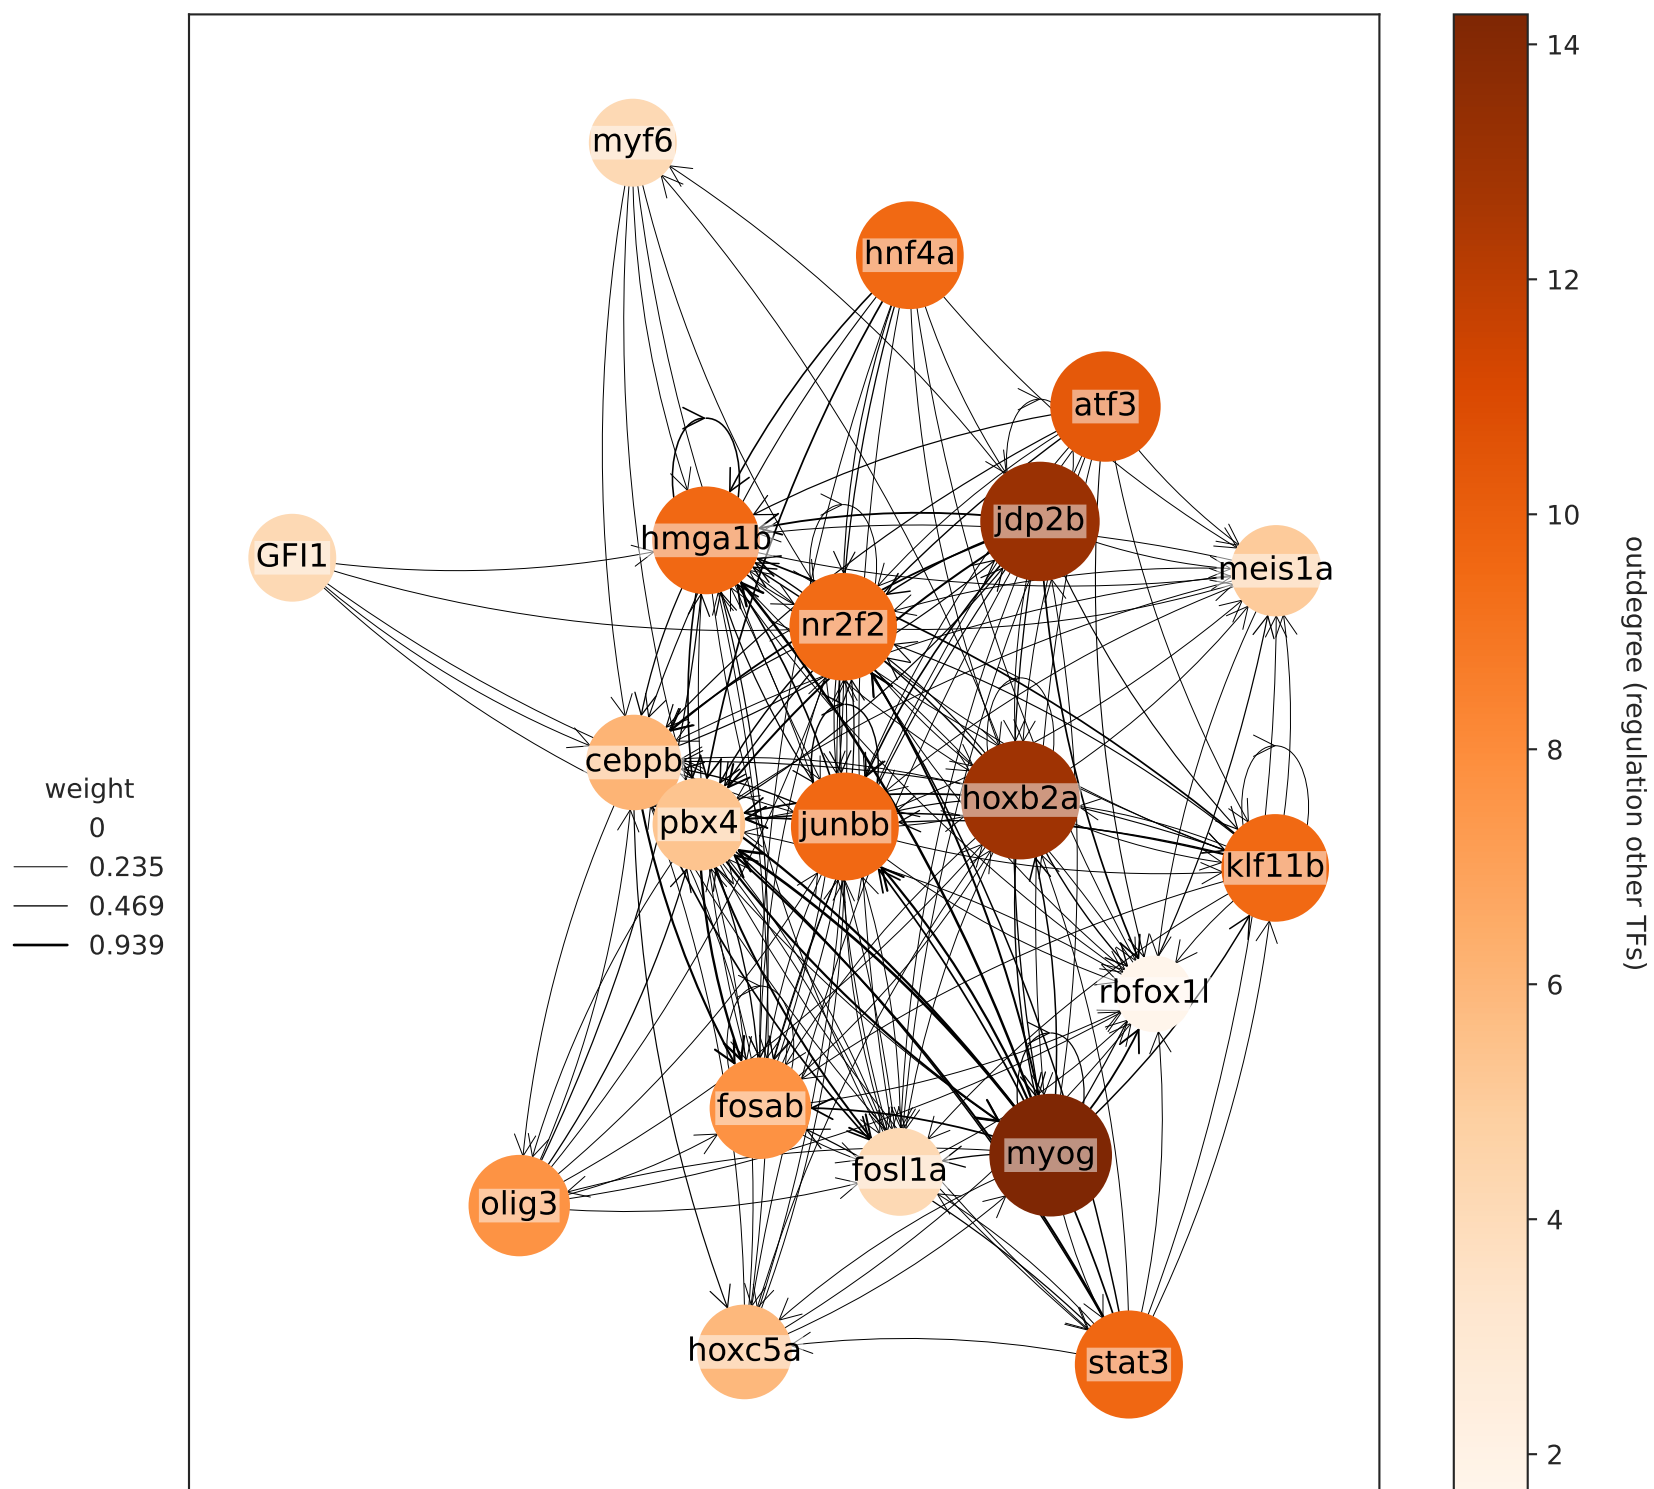 myf6
hnf4a
atf3
jdp2b
hmga1b
GFI1
meis1a
nr2f2
cebpb
pbx4
junbb
hoxb2a
klf11b
rbfox1l
fosab
fosl1a
myog
olig3
hoxc5a
stat3
weight
0
0.235
0.469
0.939
14
12
10
8
6
4
2
outdegree (regulation other TFs)